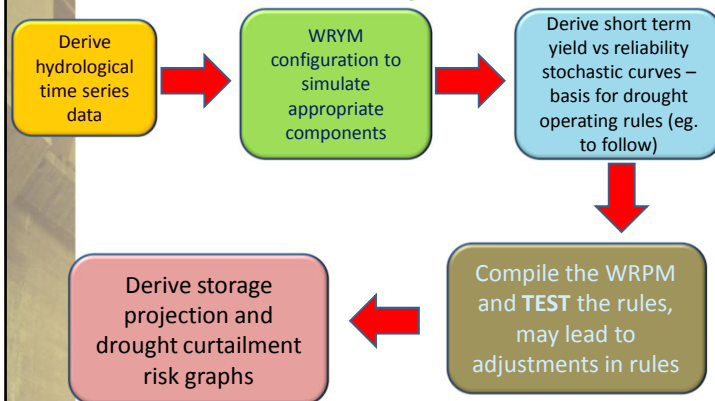 Derive
hydrological
time series
data
WRYM
configuration to
simulate
appropriate
components
Derive short term
yield vs reliability
stochastic curves –
basis for drought
operating rules (eg.
to follow)
Compile the WRPM
and TEST the rules,
may lead to
adjustments in rules
Derive storage
projection and
drought curtailment
risk graphs